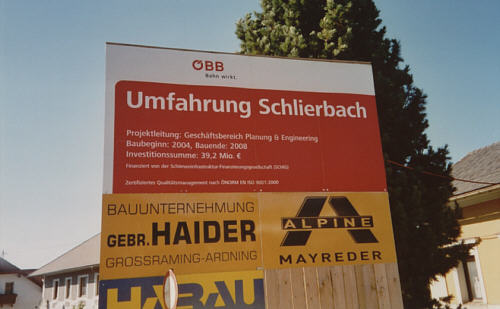 ÖBB
Bahn wirkt.
Umfahrung Schlierbach
Projektleitung: Geschäftsbereich Planung & Engineering
Baubeginn: 2004, Bauende: 2008
Investitionssumme: 39,2 Mio. €
Finanziert von der Schieneninfrastruktur-Finanzierungsgesellschaft (SCHIG)
Zertifiziertes Qualitätsmanagement nach ÖNORM EN ISO 9001:2000
BAUUNTERNEHMUNG
GEBR. HAIDER
GROSSRAMING-ARDNING
ALPINE
MAYREDER
HABAU